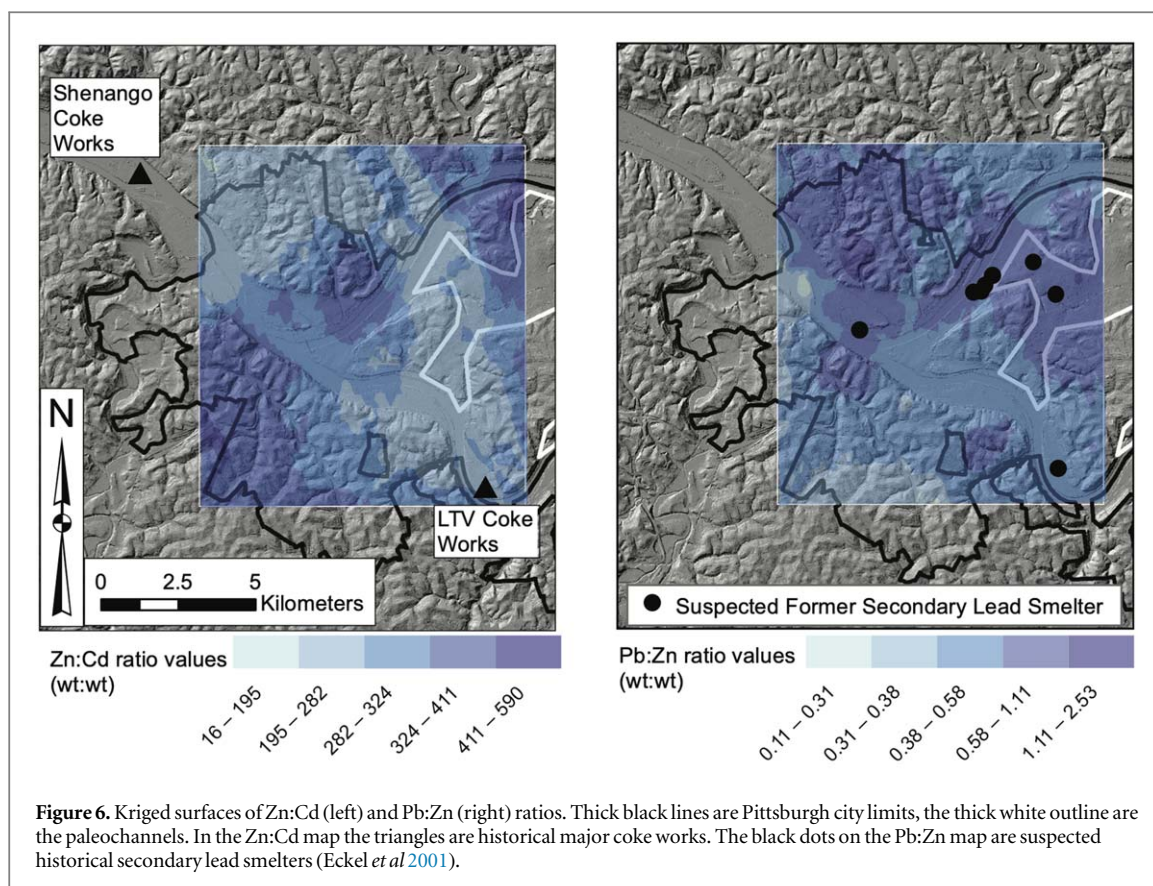 Shenango
Coke
Works
N
LTV Coke
Works
0 2.5 5
Kilometers
Zn:Cd ratio values
(wt:wt)
16 – 195
195 – 282
282 – 324
324 – 411
411 – 590
Suspected Former Secondary Lead Smelter
Pb:Zn ratio values
(wt:wt)
0.11 – 0.31
0.31 – 0.38
0.38 – 0.58
0.58 – 1.11
1.11 – 2.53
Figure 6. Kriged surfaces of Zn:Cd (left) and Pb:Zn (right) ratios. Thick black lines are Pittsburgh city limits, the thick white outline are
the paleochannels. In the Zn:Cd map the triangles are historical major coke works. The black dots on the Pb:Zn map are suspected
historical secondary lead smelters (Eckel et al 2001).